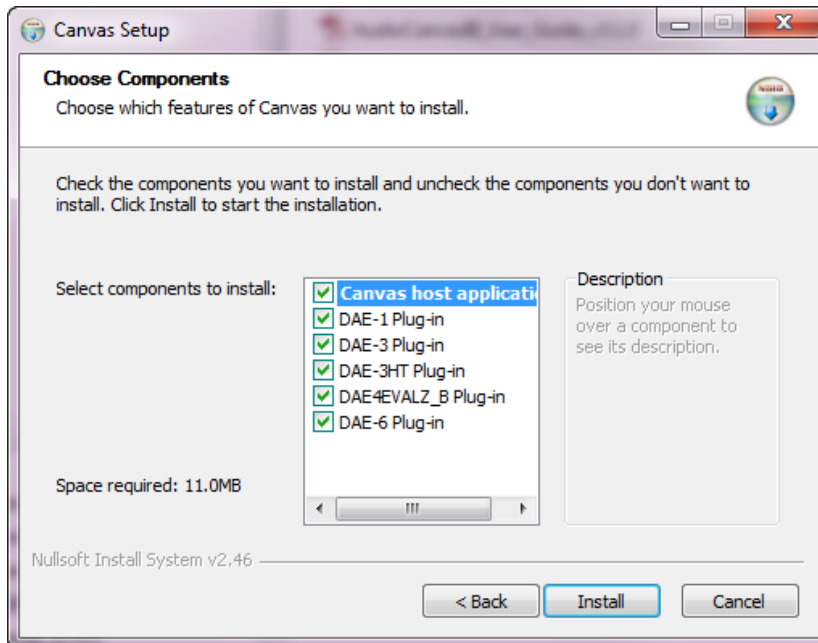 Canvas Setup
Choose Components
Choose which features of Canvas you want to install.
Check the components you want to install and uncheck the components you don't want to
install. Click Install to start the installation.
Select components to install:
Canvas host applicati
DAE-1 Plug-in
DAE-3 Plug-in
DAE-3HT Plug-in
DAE4EVALZ_B Plug-in
DAE-6 Plug-in
Description
Position your mouse
over a component to
see its description.
Space required: 11.0MB
Nullsoft Install System v2.46
< Back
Install
Cancel